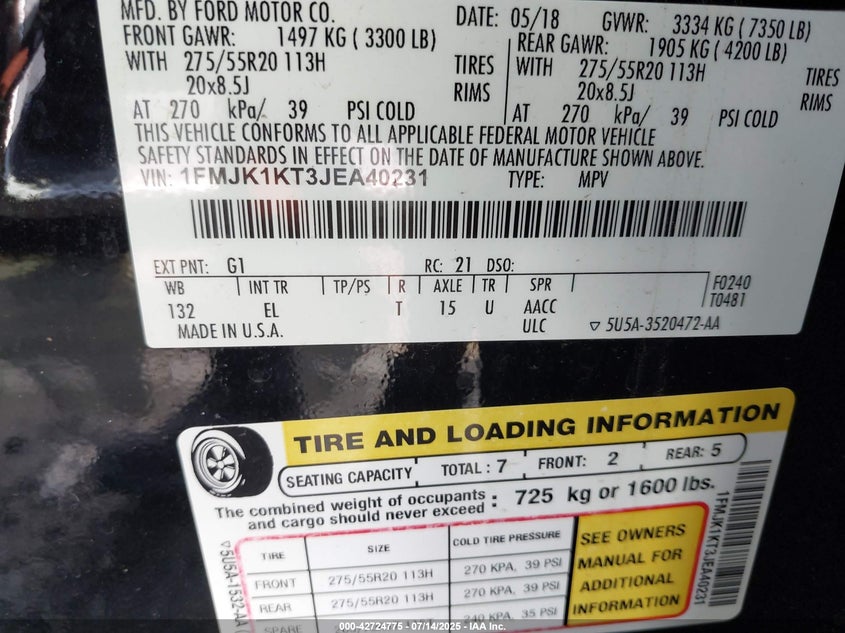 MFD. BY FORD MOTOR CO.
DATE: 05/18 GVWR: 3334 KG ( 7350 LB)
FRONT GAWR: 1497 KG ( 3300 LB)
REAR GAWR: 1905 KG ( 4200 LB)
WITH 275/55R20 113H TIRES
WITH 275/55R20 113H TIRES
20x8.5J RIMS
20x8.5J RIMS
AT 270 kPa/ 39 PSI COLD
AT 270 kPa/ 39 PSI COLD
THIS VEHICLE CONFORMS TO ALL APPLICABLE FEDERAL MOTOR VEHICLE
SAFETY STANDARDS IN EFFECT ON THE DATE OF MANUFACTURE SHOWN ABOVE.
VIN: 1FMJK1KT3JEA40231 TYPE: MPV
EXT PNT: G1 RC: 21 DSO:
WB INT TR TP/PS R AXLE TR SPR F0240
132 EL T 15 U AACC T0481
ULC
MADE IN U.S.A. 5U5A-3520472-AA
TIRE AND LOADING INFORMATION
SEATING CAPACITY TOTAL : 7 FRONT: 2 REAR: 5
The combined weight of occupants and cargo should never exceed : 725 kg or 1600 lbs.
TIRE SIZE COLD TIRE PRESSURE
FRONT 275/55R20 113H 270 KPA, 39 PSI
REAR 275/55R20 113H 270 KPA, 39 PSI
SPARE 240 KPA, 35 PSI
SEE OWNERS
MANUAL FOR
ADDITIONAL
INFORMATION
5U5A-1532-AA
1FMJK1KT3JEA40231
000-42724775 - 07/14/2025 - IAA Inc.